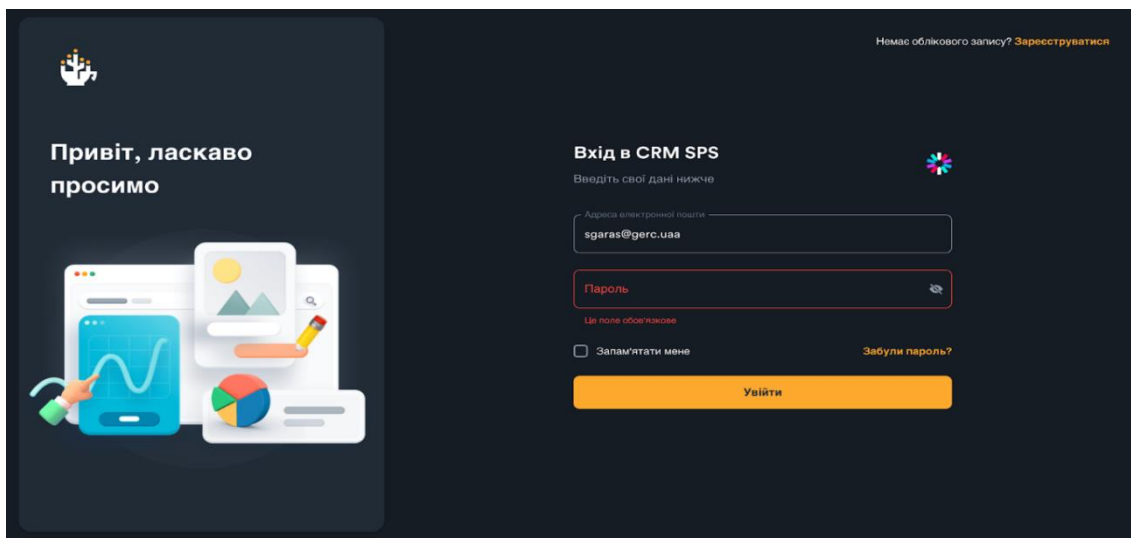 Немає облікового запису? Зареєструватися
Привіт, ласкаво
просимо
Вхід в CRM SPS
Введіть свої дані нижче
Адреса електронної пошти
sgaras@gerc.uaa
Пароль
Це поле обов'язкове
Запам'ятати мене
Забули пароль?
Увійти